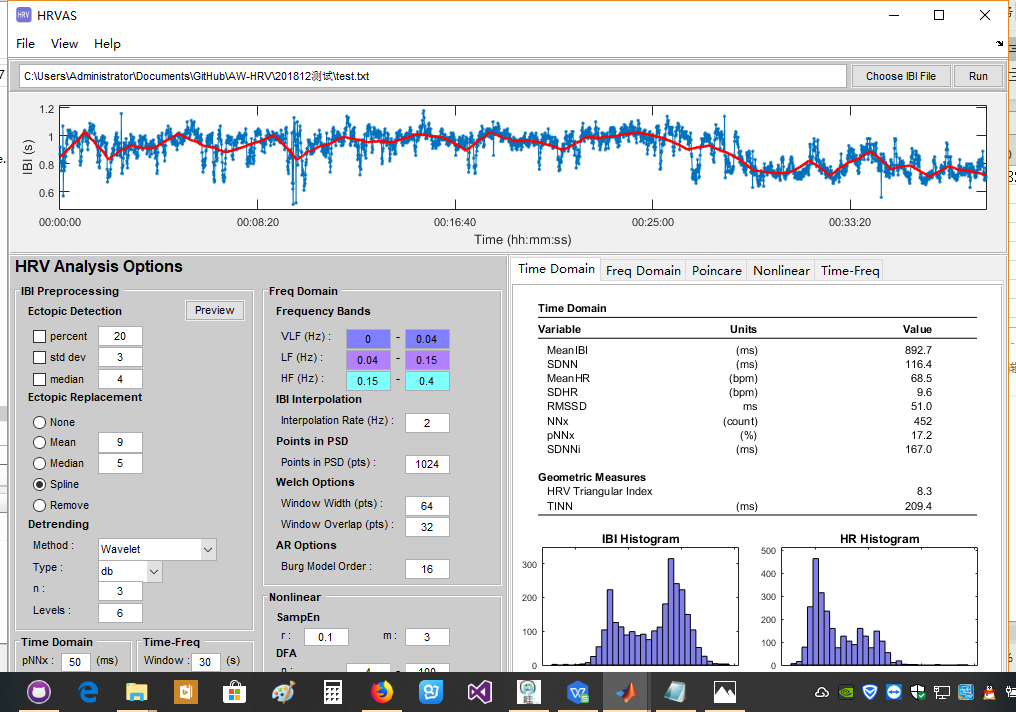 HRV HRVAS
File View Help
C:\Users\Administrator\Documents\GitHub\AW-HRV\201812测试\test.txt Choose IBI File Run
1.2
1
0.8
0.6
IBI (s)
00:00:00 00:08:20 00:16:40 00:25:00 00:33:20
Time (hh:mm:ss)
HRV Analysis Options
IBI Preprocessing
Ectopic Detection Preview
percent 20
std dev 3
median 4
Ectopic Replacement
None
Mean 9
Median 5
Spline
Remove
Detrending
Method : Wavelet
Type : db
n : 3
Levels : 6
Time Domain
pNNx : 50 (ms)
Time-Freq
Window : 30 (s)
Freq Domain
Frequency Bands
VLF (Hz) : 0 - 0.04
LF (Hz) : 0.04 - 0.15
HF (Hz) : 0.15 - 0.4
IBI Interpolation
Interpolation Rate (Hz) : 2
Points in PSD
Points in PSD (pts) : 1024
Welch Options
Window Width (pts) : 64
Window Overlap (pts) : 32
AR Options
Burg Model Order : 16
Nonlinear
SampEn
r : 0.1 m : 3
DFA
n : 4 - 100
Time Domain Freq Domain Poincare Nonlinear Time-Freq
Time Domain
Variable Units Value
MeanIBI (ms) 892.7
SDNN (ms) 116.4
MeanHR (bpm) 68.5
SDHR (bpm) 9.6
RMSSD ms 51.0
NNx (count) 452
pNNx (%) 17.2
SDNNi (ms) 167.0
Geometric Measures
HRV Triangular Index 8.3
TINN (ms) 209.4
IBI Histogram
300
200
100
0
HR Histogram
500
400
300
200
100
0